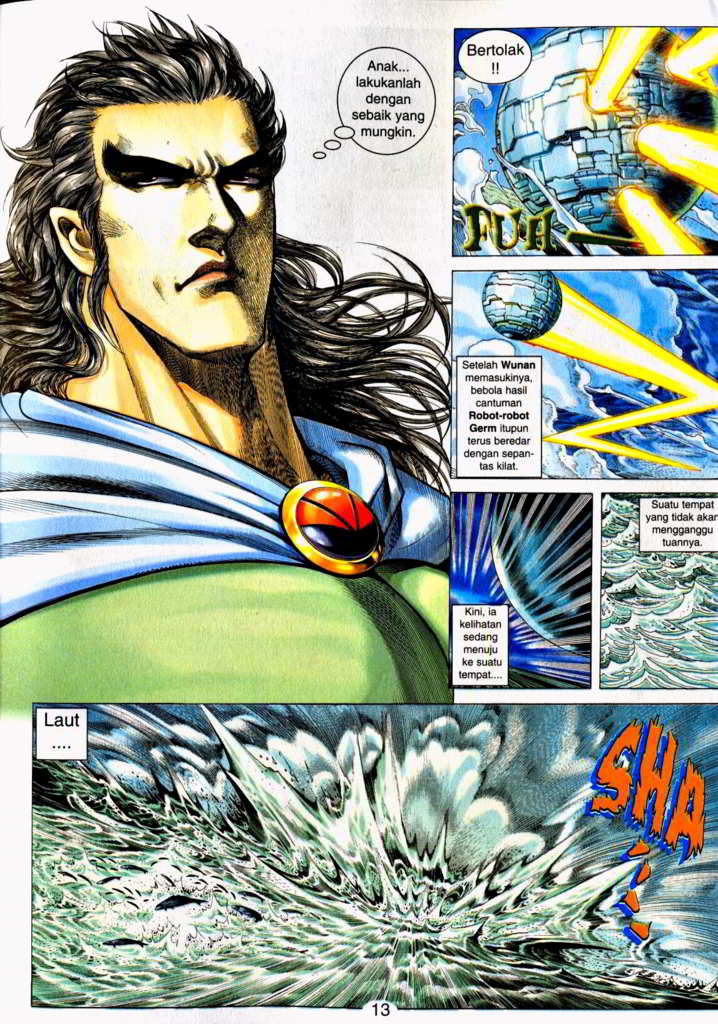 Anak...
lakukanlah
dengan
sebaik yang
mungkin.
Bertolak
!!
FUH
Setelah Wunan
memasukinya,
bebola hasil
cantuman
Robot-robot
Germ itupun
terus beredar
dengan sepan-
tas kilat.
Kini, ia
kelihatan
sedang
menuju
ke suatu
tempat....
Suatu tempat
yang tidak akan
mengganggu
tuannya.
Laut
....
SHA
13